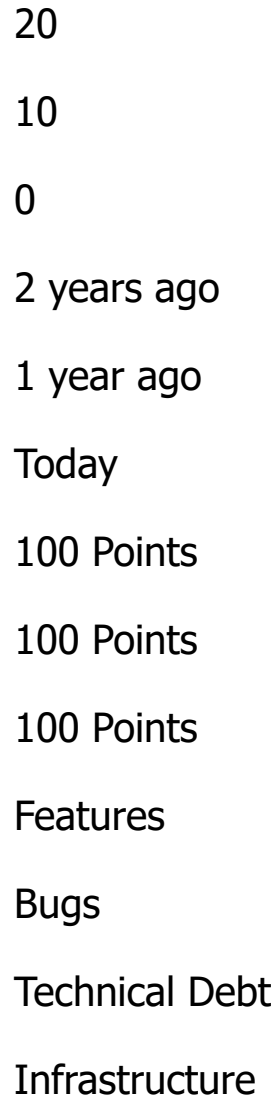 20
10
0
2 years ago
1 year ago
Today
100 Points
100 Points
100 Points
Features
Bugs
Technical Debt
Infrastructure